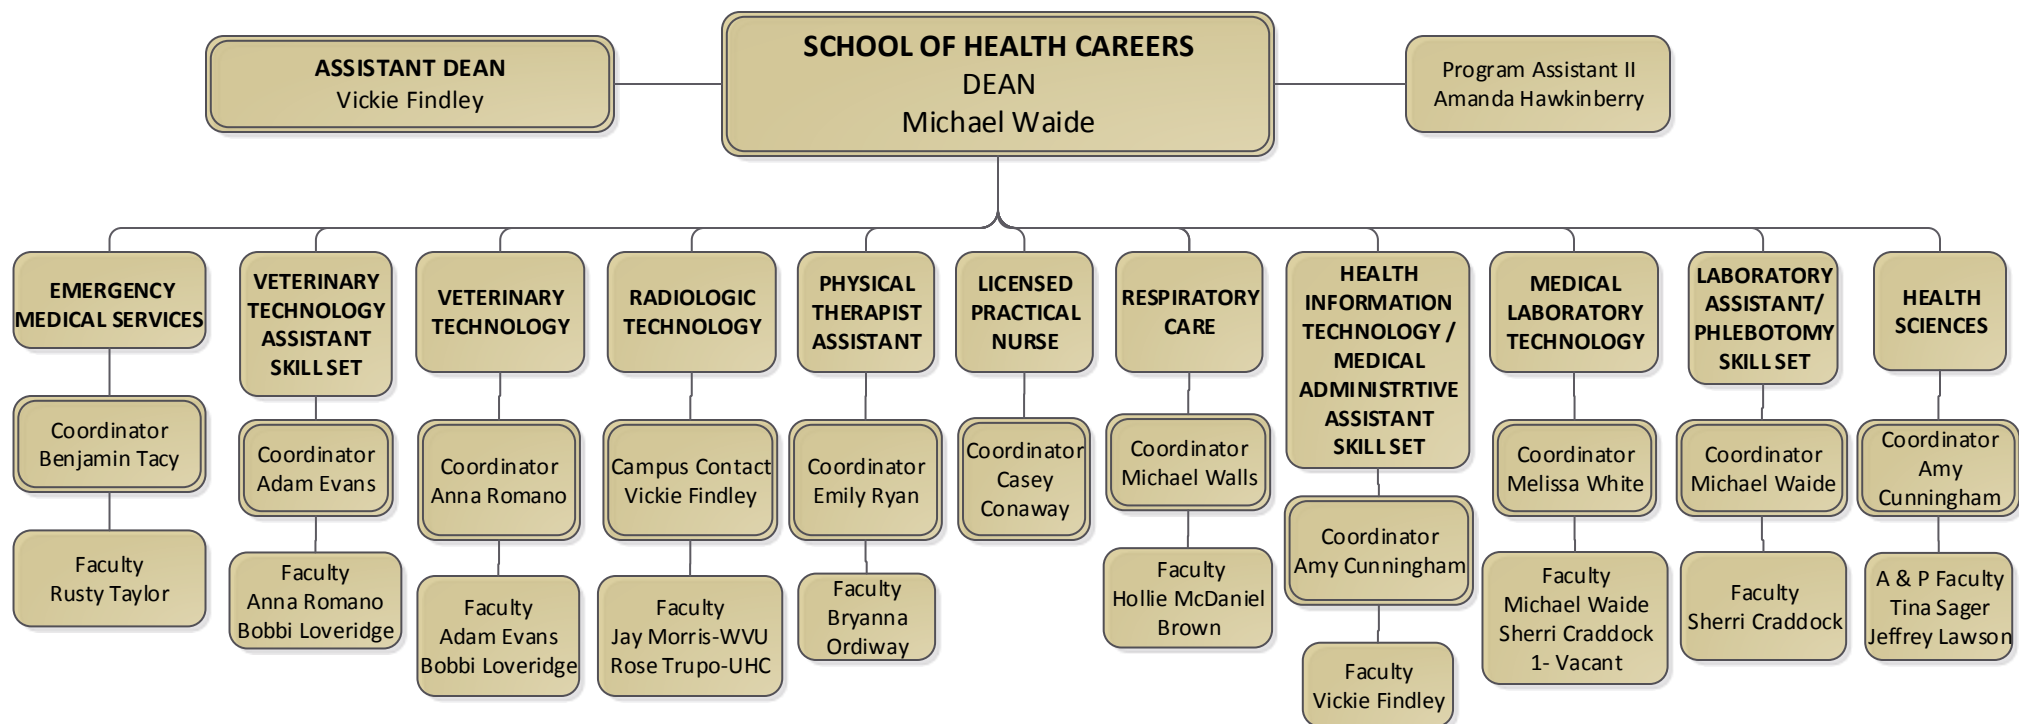 ASSISTANT DEAN
Vickie Findley
SCHOOL OF HEALTH CAREERS
DEAN
Michael Waide
Program Assistant II
Amanda Hawkinberry
EMERGENCY
MEDICAL SERVICES
Coordinator
Benjamin Tacy
Faculty
Rusty Taylor
VETERINARY
TECHNOLOGY
ASSISTANT
SKILL SET
Coordinator
Adam Evans
Faculty
Anna Romano
Bobbi Loveridge
VETERINARY
TECHNOLOGY
Coordinator
Anna Romano
Faculty
Adam Evans
Bobbi Loveridge
RADIOLOGIC
TECHNOLOGY
Campus Contact
Vickie Findley
Faculty
Jay Morris-WVU
Rose Trupo-UHC
PHYSICAL
THERAPIST
ASSISTANT
Coordinator
Emily Ryan
Faculty
Bryanna
Ordiway
LICENSED
PRACTICAL
NURSE
Coordinator
Casey
Conaway
RESPIRATORY
CARE
Coordinator
Michael Walls
Faculty
Hollie McDaniel
Brown
HEALTH
INFORMATION
TECHNOLOGY /
MEDICAL
ADMINISTRTIVE
ASSISTANT
SKILL SET
Coordinator
Amy Cunningham
Faculty
Vickie Findley
MEDICAL
LABORATORY
TECHNOLOGY
Coordinator
Melissa White
Faculty
Michael Waide
Sherri Craddock
1- Vacant
LABORATORY
ASSISTANT/
PHLEBOTOMY
SKILL SET
Coordinator
Michael Waide
Faculty
Sherri Craddock
HEALTH
SCIENCES
Coordinator
Amy
Cunningham
A & P Faculty
Tina Sager
Jeffrey Lawson